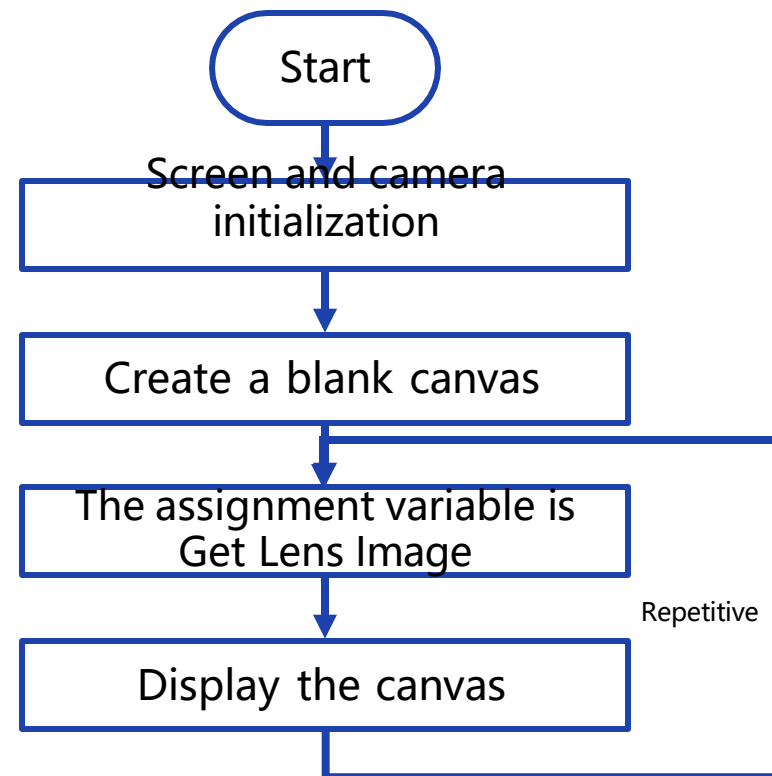 Start
Screen and camera
initialization
Create a blank canvas
The assignment variable is
Get Lens Image
Repetitive
Display the canvas